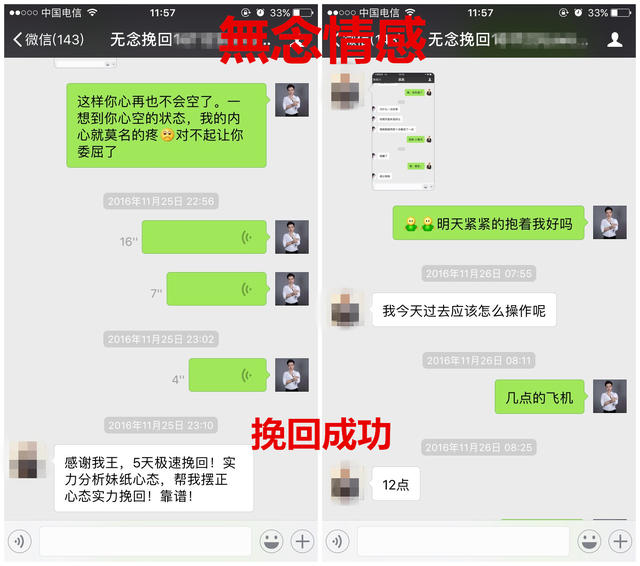 無念情感
中国电信
11:57
33%
微信(143)
无念挽回
这样你心再也不会空了。一
想到你心空的状态，我的内
心就莫名的疼🥺对不起让你
委屈了
2016年11月25日 22:56
16''
7''
2016年11月25日 23:02
4''
2016年11月25日 23:10
感谢我王，5天极速挽回！实
力分析妹纸心态，帮我摆正
心态实力挽回！靠谱！
中国电信
11:57
33%
微信(143)
无念挽回
明天紧紧的抱着我好吗
2016年11月26日 07:55
我今天过去应该怎么操作呢
2016年11月26日 08:11
几点的飞机
2016年11月26日 08:25
12点
挽回成功